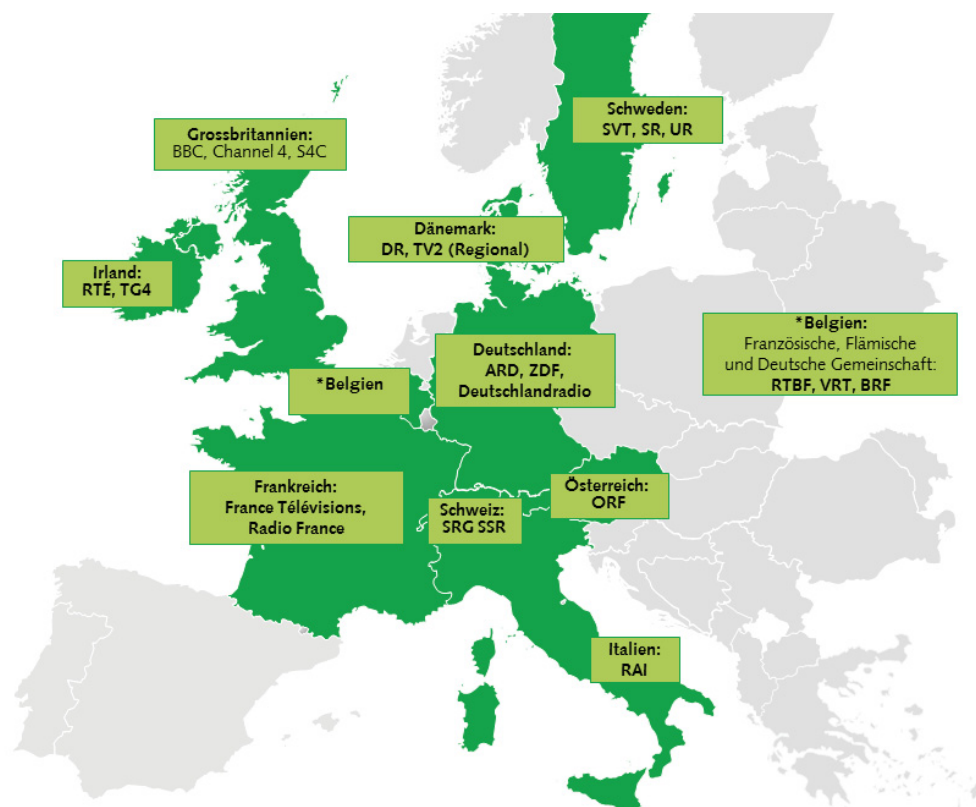 Schweden:
SVT, SR, UR
Grossbritannien:
BBC, Channel 4, S4C
Dänemark:
DR, TV2 (Regional)
Irland:
RTÉ, TG4
*Belgien:
Französische, Flämische
und Deutsche Gemeinschaft:
RTBF, VRT, BRF
Deutschland:
ARD, ZDF,
Deutschlandradio
*Belgien
Frankreich:
France Télévisions,
Radio France
Schweiz:
SRG SSR
Österreich:
ORF
Italien:
RAI